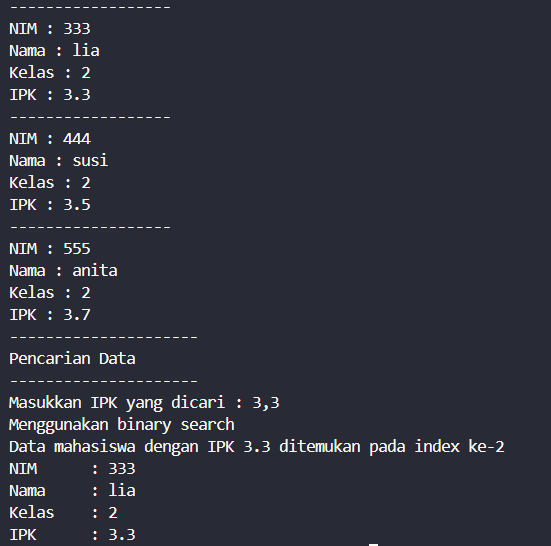 ------------------
NIM : 333
Nama : lia
Kelas : 2
IPK : 3.3
------------------
NIM : 444
Nama : susi
Kelas : 2
IPK : 3.5
------------------
NIM : 555
Nama : anita
Kelas : 2
IPK : 3.7
---------------------
Pencarian Data
---------------------
Masukkan IPK yang dicari : 3,3
Menggunakan binary search
Data mahasiswa dengan IPK 3.3 ditemukan pada index ke-2
NIM      : 333
Nama     : lia
Kelas    : 2
IPK      : 3.3